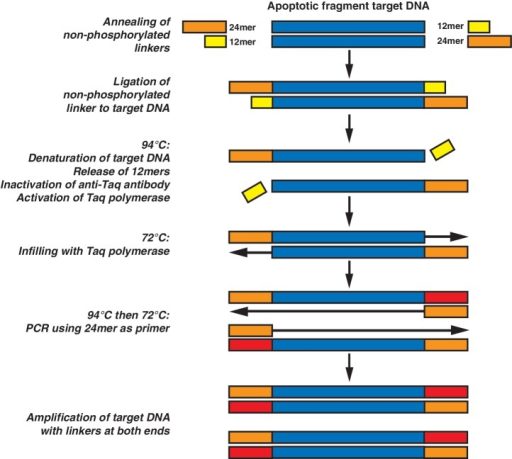 Apoptotic fragment target DNA
Annealing of
non-phosphorylated
linkers
24mer
12mer
12mer
24mer
Ligation of
non-phosphorylated
linker to target DNA
94°C:
Denaturation of target DNA
Release of 12mers
Inactivation of anti-Taq antibody
Activation of Taq polymerase
72°C:
Infilling with Taq polymerase
94°C then 72°C:
PCR using 24mer as primer
Amplification of target DNA
with linkers at both ends